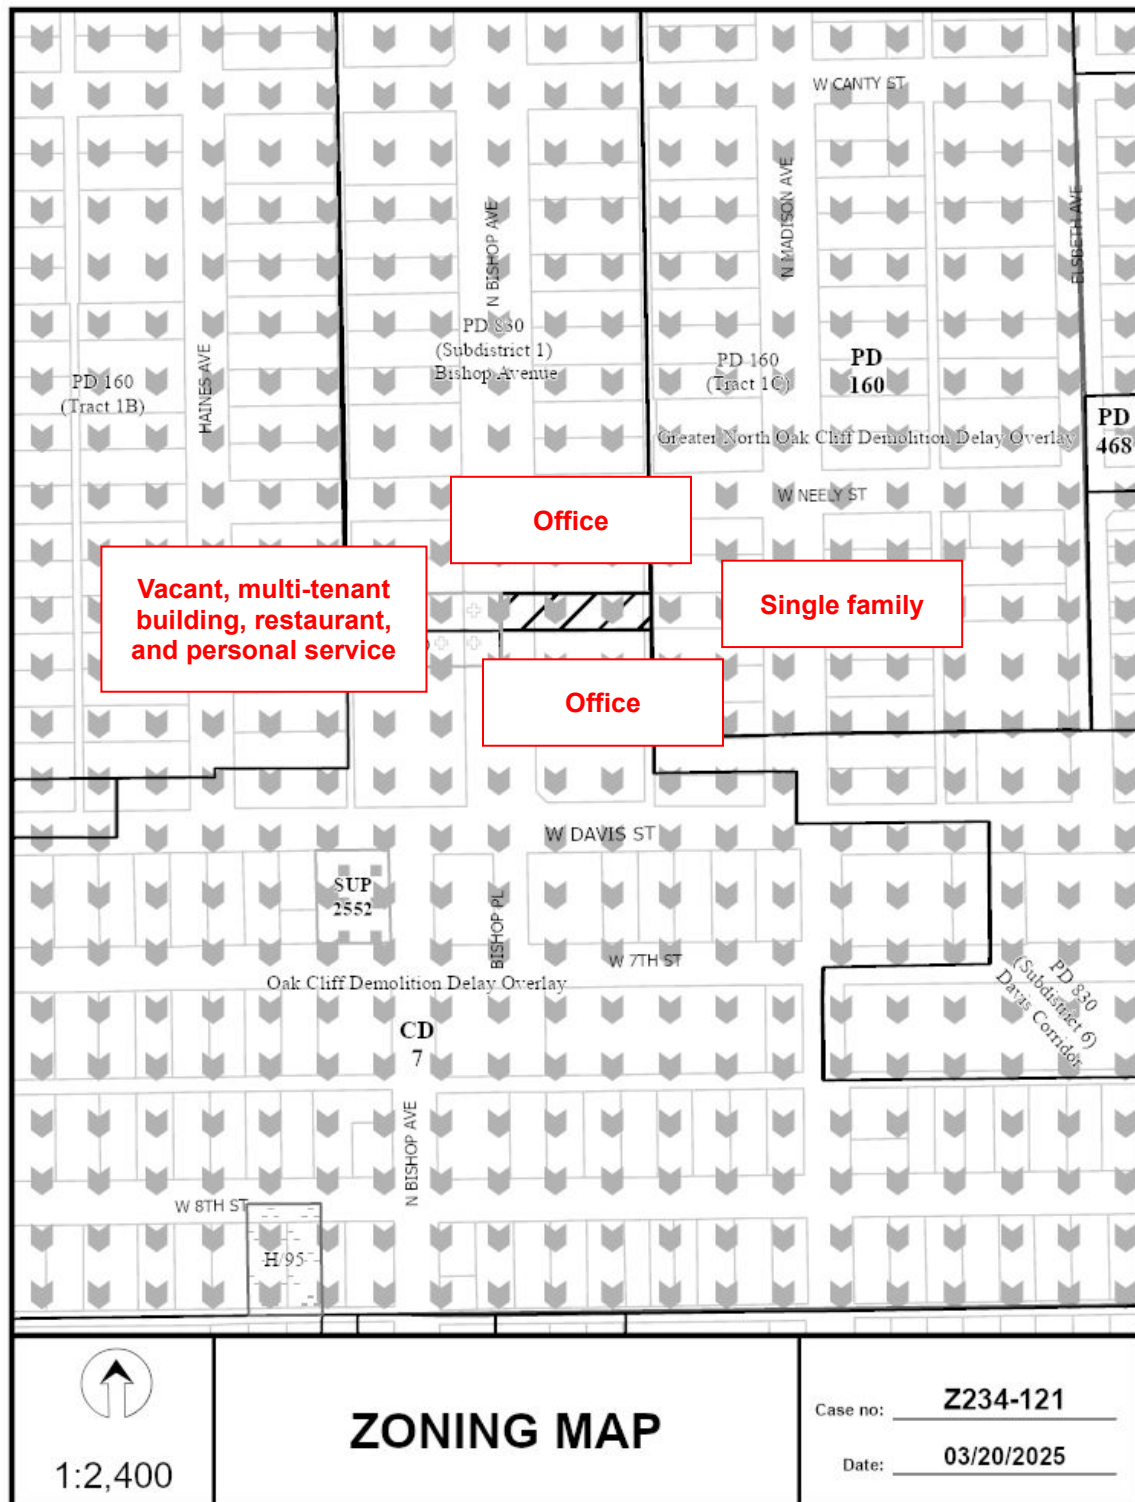 W CANTY ST
N BISHOP AVE
N MADISON AVE
ELSBETH AVE
HAINES AVE
PD 830
(Subdistrict 1)
Bishop Avenue
PD 160
(Tract 1B)
PD 160
(Tract 1C)
PD
160
PD
468
Greater North Oak Cliff Demolition Delay Overlay
W NEELY ST
Office
Vacant, multi-tenant
building, restaurant,
and personal service
Single family
Office
W DAVIS ST
SUP
2552
BISHOP PL
W 7TH ST
Oak Cliff Demolition Delay Overlay
PD 830
(Subdistrict 6)
Davis Corridor
CD
7
N BISHOP AVE
W 8TH ST
H/95
1:2,400
ZONING MAP
Case no: Z234-121
Date: 03/20/2025